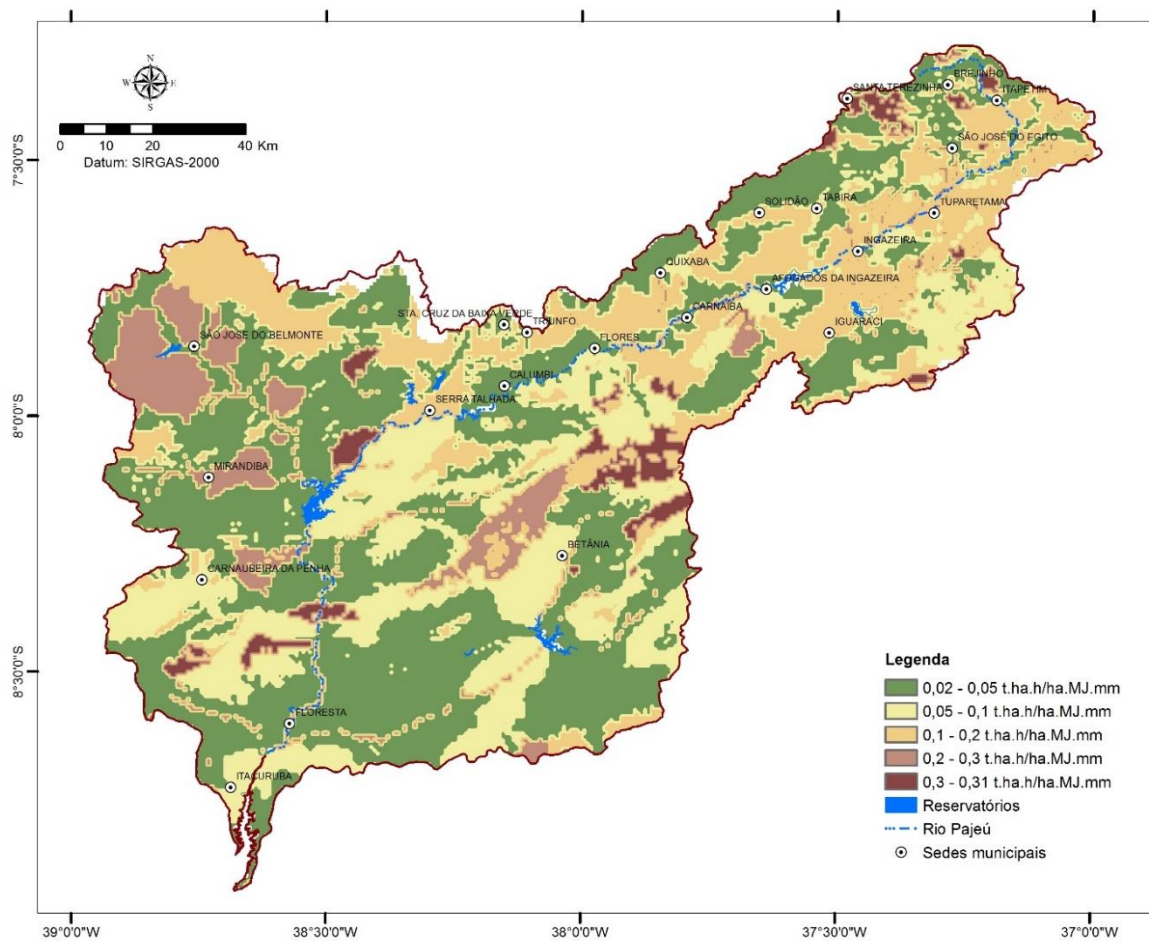 N
W E
S
0 5 10 20 40 Km
Datum: SIRGAS-2000
7°30'0"S
8°0'0"S
8°30'0"S
BREJINHO
SANTA TEREZINHA
ITAPETIM
SÃO JOSÉ DO EGITO
SOLIDÃO
TABIRA
TUPARETAMA
INGAZEIRA
QUIXABA
AFOGADOS DA INGAZEIRA
CARNAÍBA
IGUARACI
STA. CRUZ DA BAIXA VERDE
TRIUNFO
SÃO JOSÉ DO BELMONTE
FLORES
CALUMBI
SERRA TALHADA
MIRANDIBA
BETÂNIA
CARNAUBEIRA DA PENHA
FLORESTA
ITACURUBA
Legenda
0,02 - 0,05 t.ha.h/ha.MJ.mm
0,05 - 0,1 t.ha.h/ha.MJ.mm
0,1 - 0,2 t.ha.h/ha.MJ.mm
0,2 - 0,3 t.ha.h/ha.MJ.mm
0,3 - 0,31 t.ha.h/ha.MJ.mm
Reservatórios
Rio Pajeú
Sedes municipais
39°0'0"W 38°30'0"W 38°0'0"W 37°30'0"W 37°0'0"W